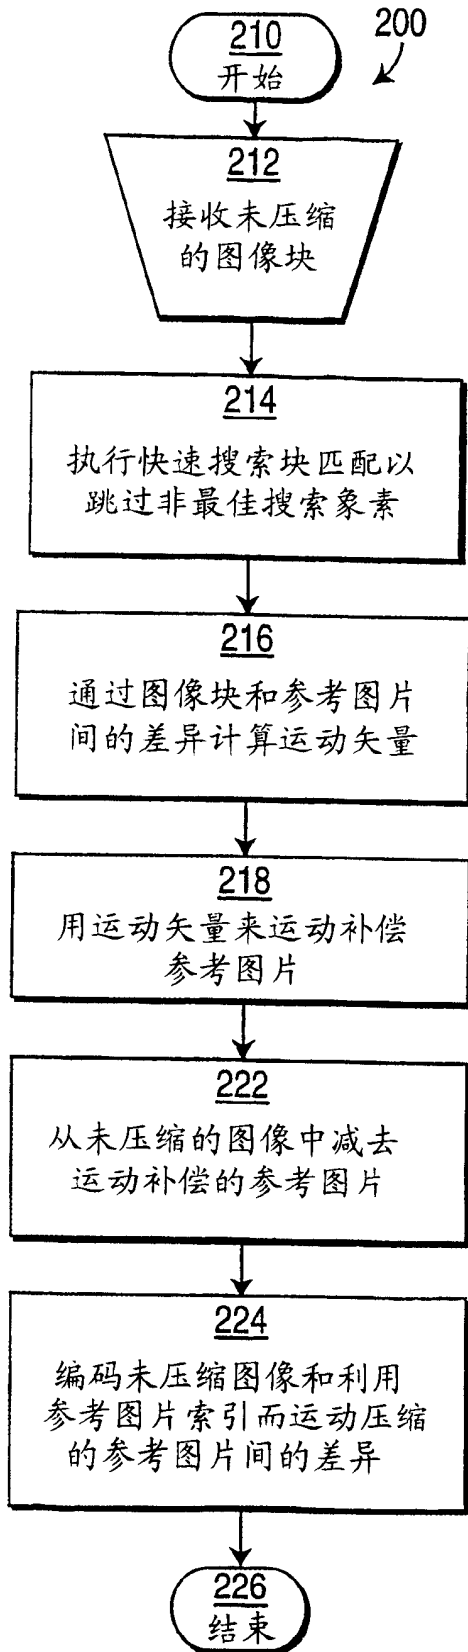 200
210
开始
212
接收未压缩
的图像块
214
执行快速搜索块匹配以
跳过非最佳搜索象素
216
通过图像块和参考图片
间的差异计算运动矢量
218
用运动矢量来运动补偿
参考图片
222
从未压缩的图像中减去
运动补偿的参考图片
224
编码未压缩图像和利用
参考图片索引而运动压缩
的参考图片间的差异
226
结束